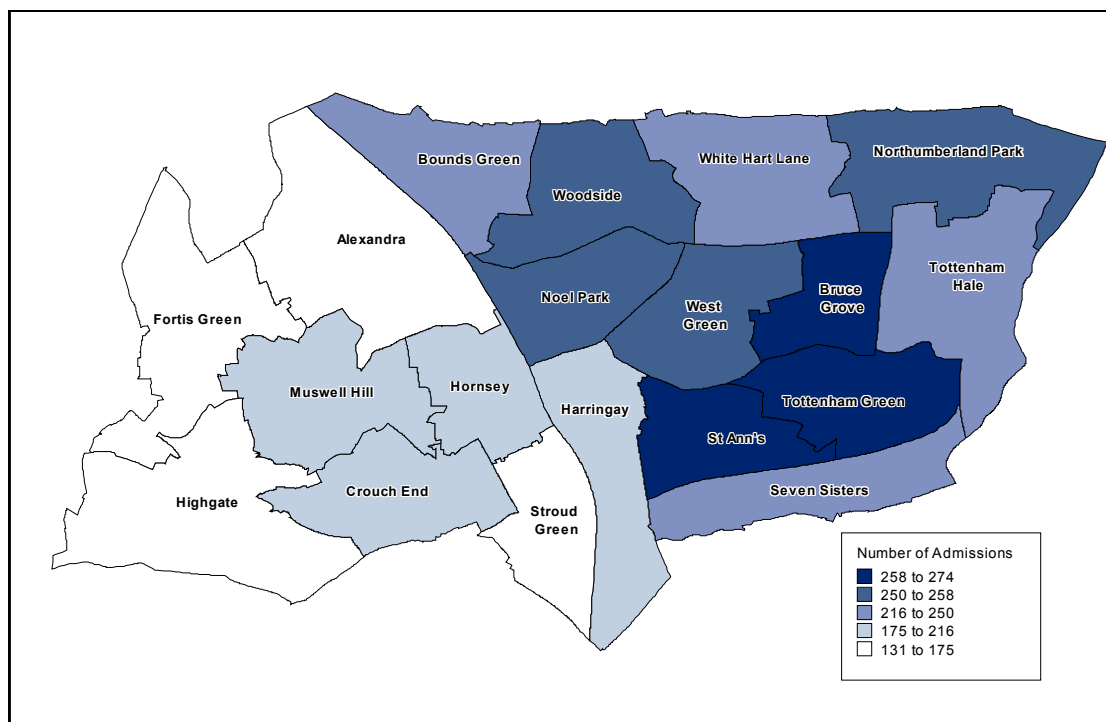 Bounds Green
White Hart Lane
Northumberland Park
Woodside
Alexandra
Tottenham
Hale
Noel Park
Bruce
Grove
West
Green
Fortis Green
Muswell Hill
Hornsey
Harringay
Tottenham Green
St Ann's
Highgate
Crouch End
Seven Sisters
Stroud
Green
Number of Admissions
258 to 274
250 to 258
216 to 250
175 to 216
131 to 175